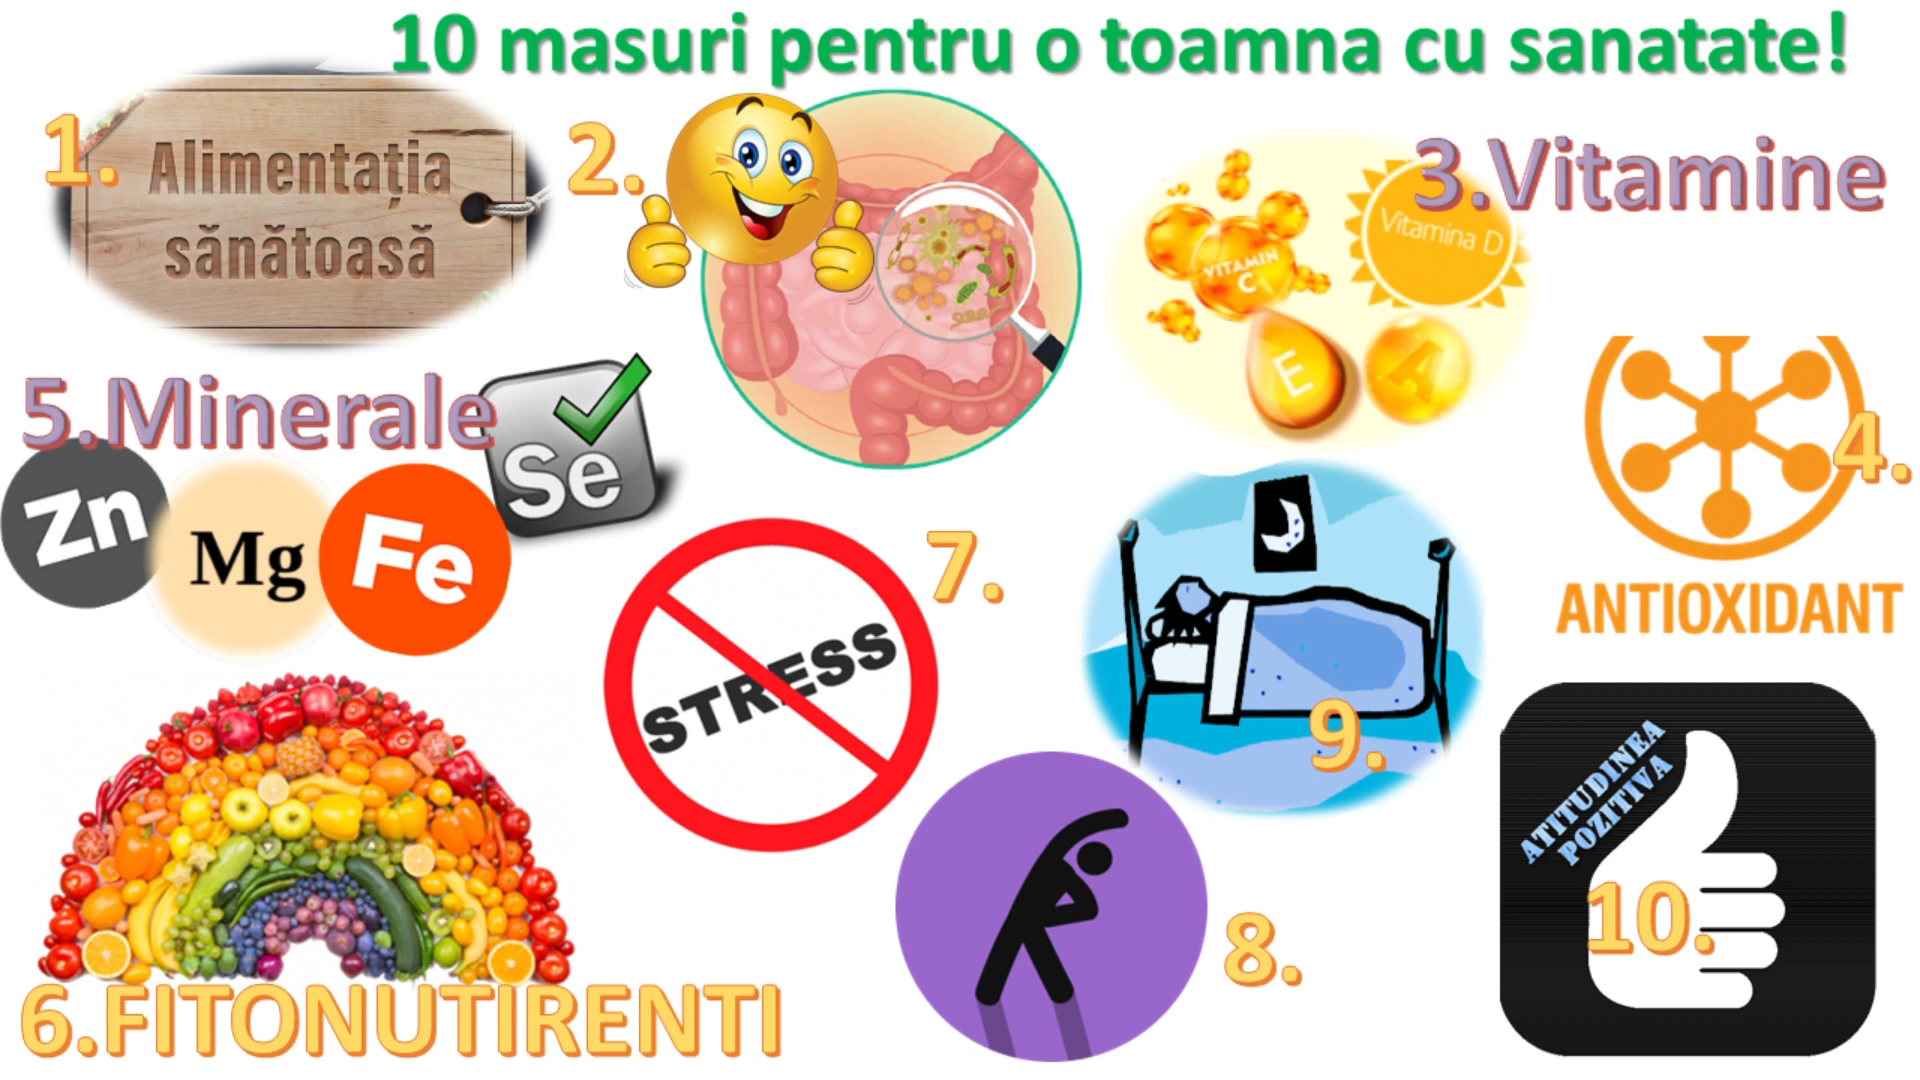 10 masuri pentru o toamna cu sanatate!
1.
Alimentația
sănătoasă
2.
3.Vitamine
VITAMIN
C
Vitamina D
E
A
4.
ANTIOXIDANT
5.Minerale
Zn
Mg
Fe
Se
6.FITONUTIRENTI
7.
STRESS
8.
9.
ATITUDINEA
POZITIVA
10.